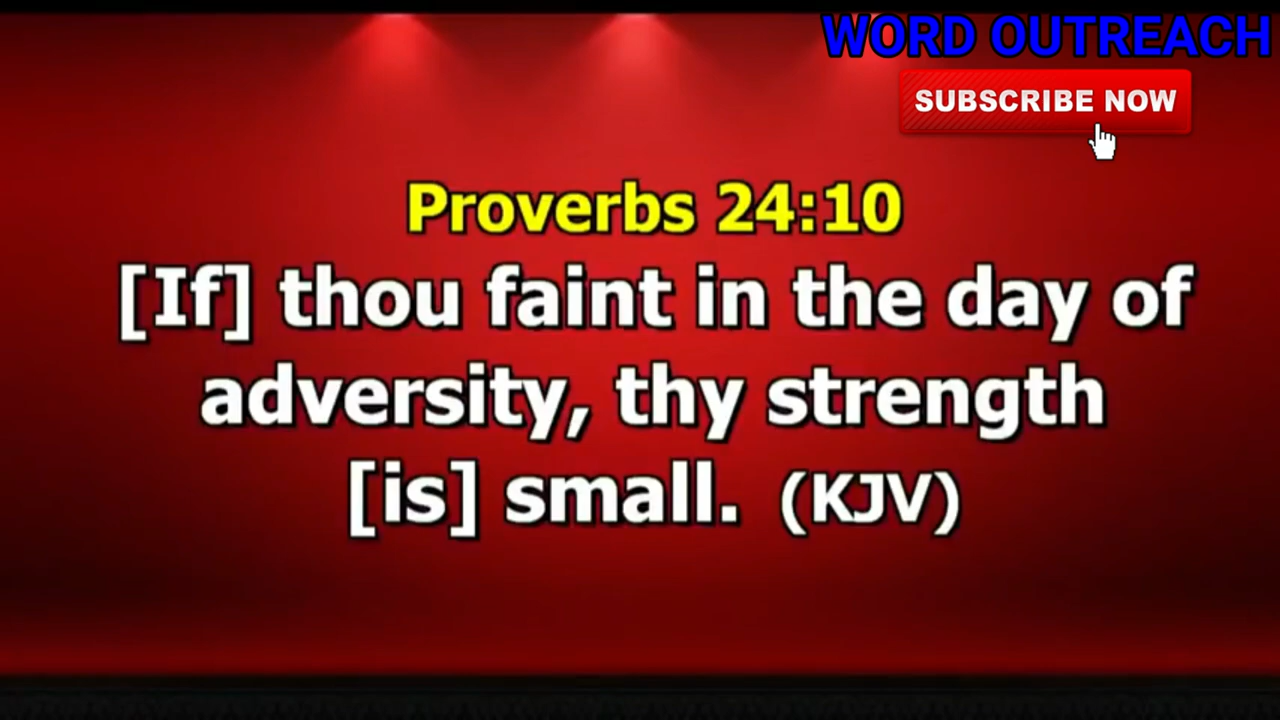 WORD OUTREACH
SUBSCRIBE NOW
Proverbs 24:10
[If] thou faint in the day of
adversity, thy strength
[is] small. (KJV)